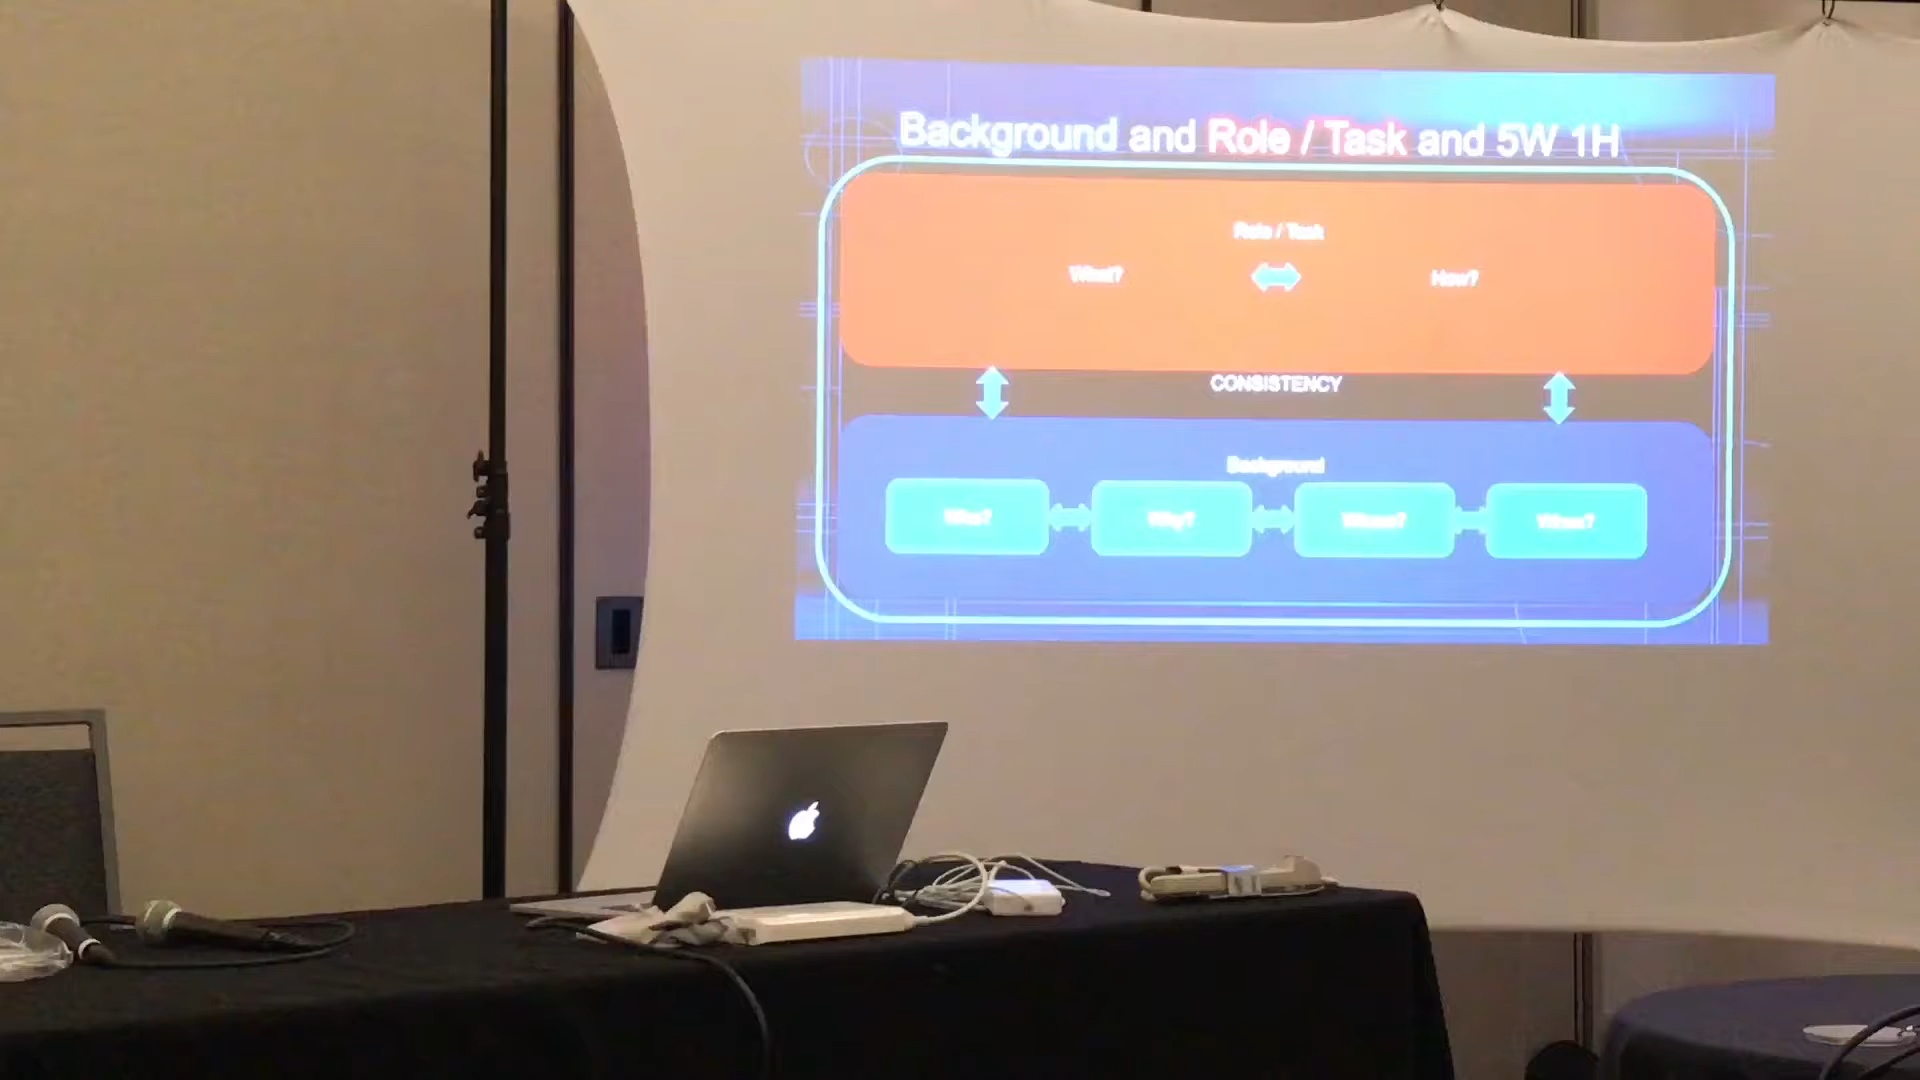 Background and Role / Task and 5W 1H
Role / Task
What?
How?
CONSISTENCY
Background
Who?
Why?
Where?
When?